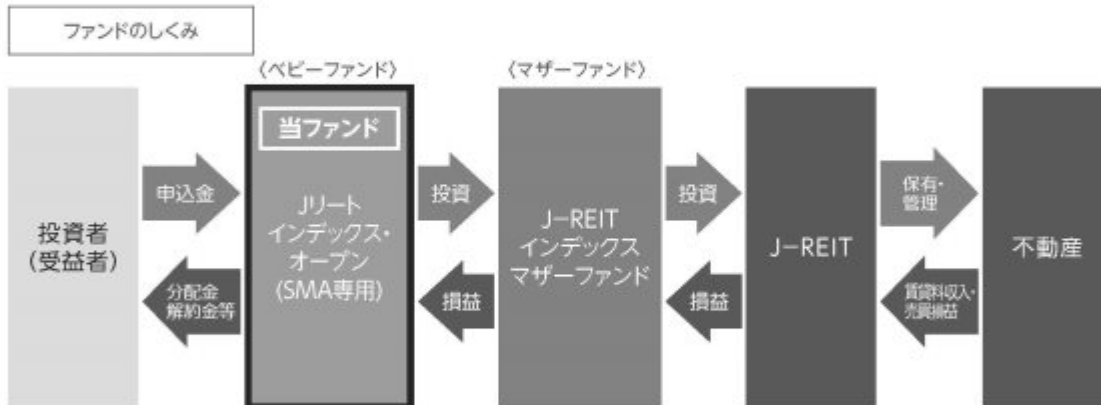 ファンドのしくみ
〈ベビーファンド〉
〈マザーファンド〉
投資者
(受益者)
申込金
分配金
解約金等
当ファンド
Jリート
インデックス・
オープン
(SMA専用)
投資
損益
J-REIT
インデックス
マザーファンド
投資
損益
J-REIT
保有・
管理
賃貸料収入・
売買損益
不動産